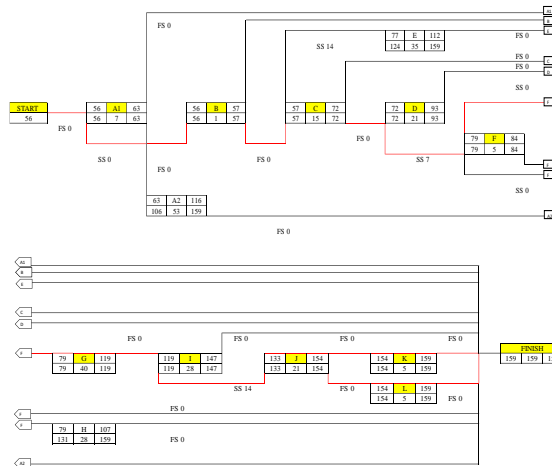 A1
FS 0
B
77 E 112
E
FS 0
SS 14
124 35 159
FS 0
C
FS 0
D
SS 0
START
56 A1 63
56 B 57
57 C 72
72 D 93
F
56
56 7 63
56 1 57
57 15 72
72 21 93
FS 0
FS 0
79 F 84
79 5 84
SS 0
SS 7
FS 0
SS 0
63 A2 116
106 53 159
A2
FS 0
A1
B
E
C
D
FS 0
FS 0
FS 0
FS 0
FINISH
F
79 G 119
119 I 147
133 J 154
154 K 159
159 159
79 40 119
119 28 147
133 21 154
154 5 159
SS 14
FS 0
154 L 159
FS 0
154 5 159
FS 0
F
F
79 H 107
131 28 159
FS 0
A2